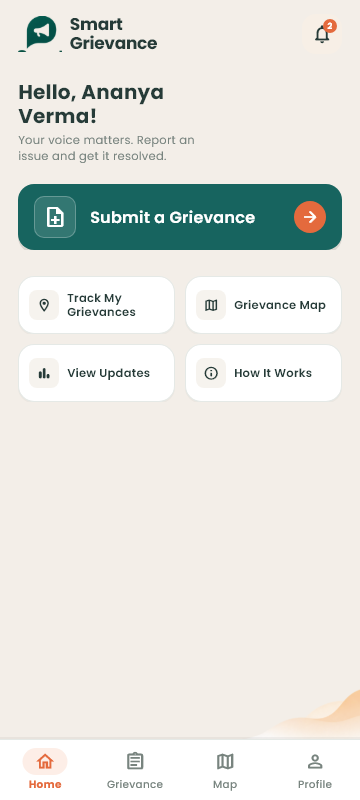 Smart
Grievance
2
Hello, Ananya
Verma!
Your voice matters. Report an
issue and get it resolved.
Submit a Grievance
Track My
Grievances
Grievance Map
View Updates
How It Works
Home
Grievance
Map
Profile